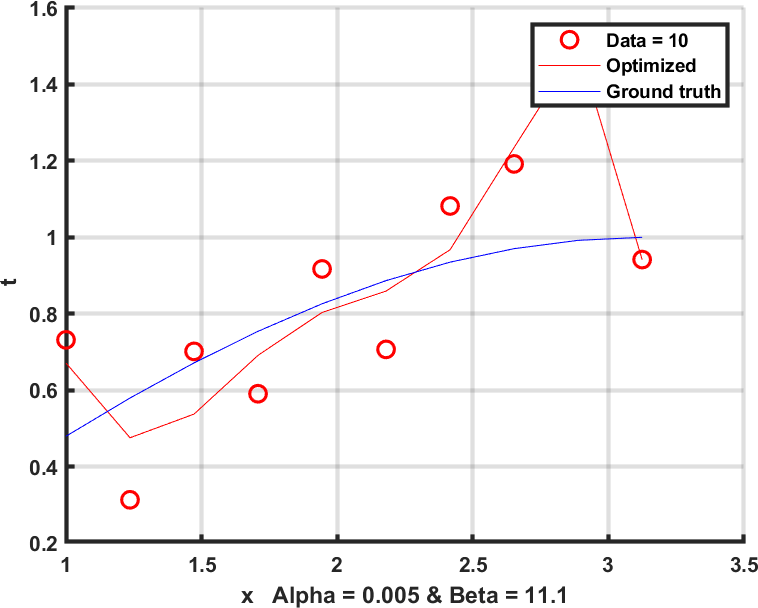 1.6
1.4
1.2
1
0.8
0.6
0.4
0.2
t
Data = 10
Optimized
Ground truth
1 1.5 2 2.5 3 3.5
x Alpha = 0.005 & Beta = 11.1